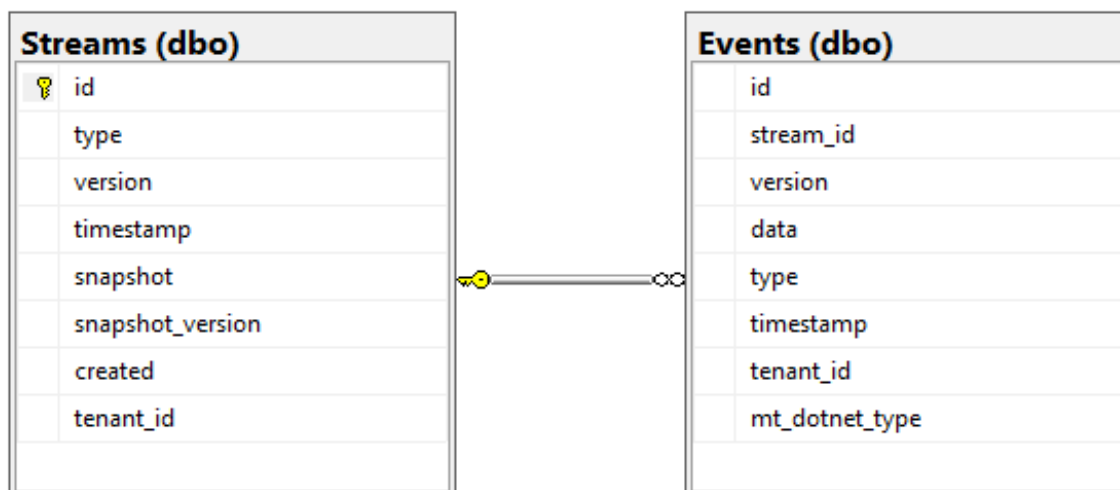 Streams (dbo)
id
type
version
timestamp
snapshot
snapshot_version
created
tenant_id
Events (dbo)
id
stream_id
version
data
type
timestamp
tenant_id
mt_dotnet_type